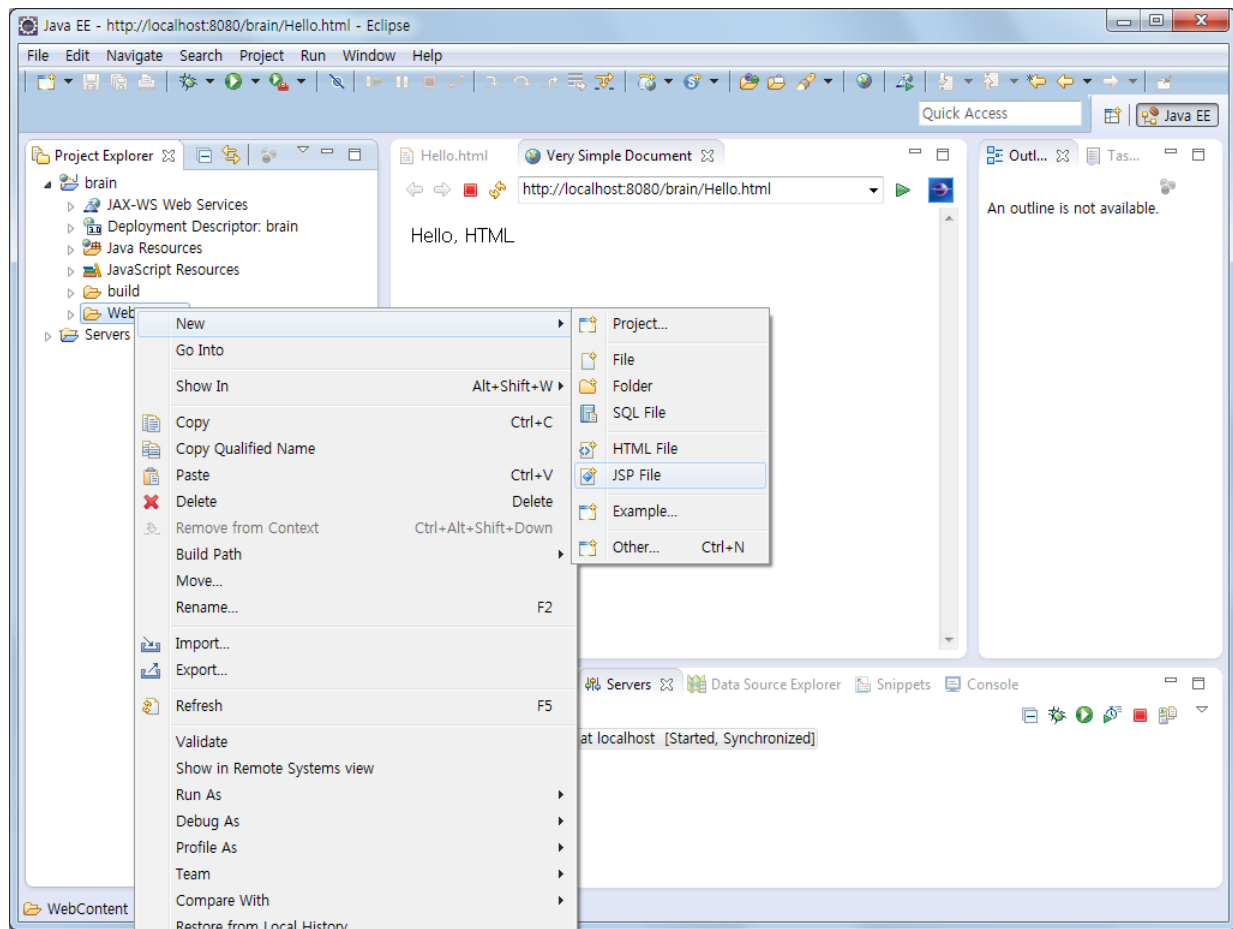 Java EE - http://localhost:8080/brain/Hello.html - Eclipse
File Edit Navigate Search Project Run Window Help
Quick Access
Java EE
Project Explorer
brain
JAX-WS Web Services
Deployment Descriptor: brain
Java Resources
JavaScript Resources
build
Web
Servers
Hello.html
Very Simple Document
http://localhost:8080/brain/Hello.html
Hello, HTML
Outl...
Tas...
An outline is not available.
New
Go Into
Show In Alt+Shift+W
Copy Ctrl+C
Copy Qualified Name
Paste Ctrl+V
Delete Delete
Remove from Context Ctrl+Alt+Shift+Down
Build Path
Move...
Rename... F2
Import...
Export...
Refresh F5
Validate
Show in Remote Systems view
Run As
Debug As
Profile As
Team
Compare With
Restore from Local History
Project...
File
Folder
SQL File
HTML File
JSP File
Example...
Other... Ctrl+N
Servers
Data Source Explorer
Snippets
Console
at localhost [Started, Synchronized]
WebContent